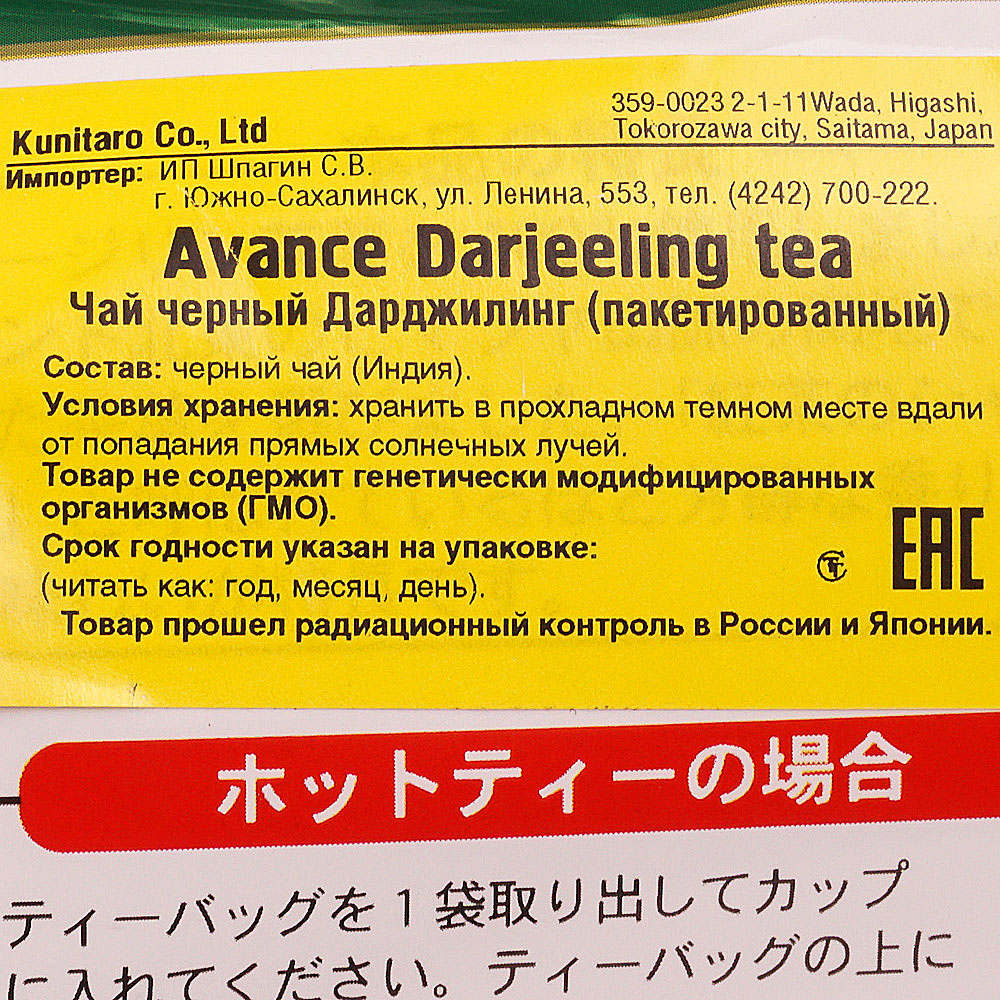 Kunitaro Co., Ltd
359-0023 2-1-11Wada, Higashi,
Tokorozawa city, Saitama, Japan
Импортер: ИП Шпагин С.В.
г. Южно-Сахалинск, ул. Ленина, 553, тел. (4242) 700-222.
Avance Darjeeling tea
Чай черный Дарджилинг (пакетированный)
Состав: черный чай (Индия).
Условия хранения: хранить в прохладном темном месте вдали
от попадания прямых солнечных лучей.
Товар не содержит генетически модифицированных
организмов (ГМО).
Срок годности указан на упаковке:
(читать как: год, месяц, день).
EAC
Товар прошел радиационный контроль в России и Японии.
ホットティーの場合
ティーバッグを1袋取り出してカップ
に入れてください。ティーバッグの上に